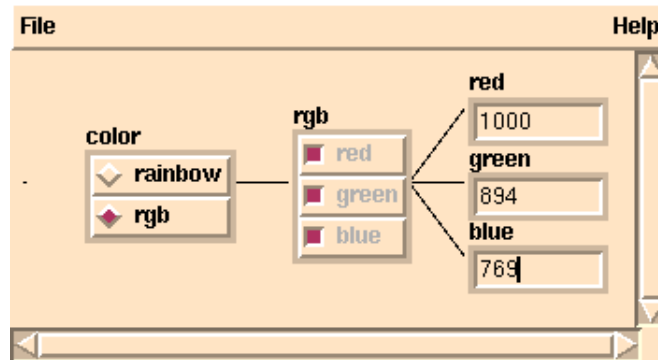 File Help
color
rainbow
rgb
rgb
red
green
blue
red
1000
green
894
blue
769